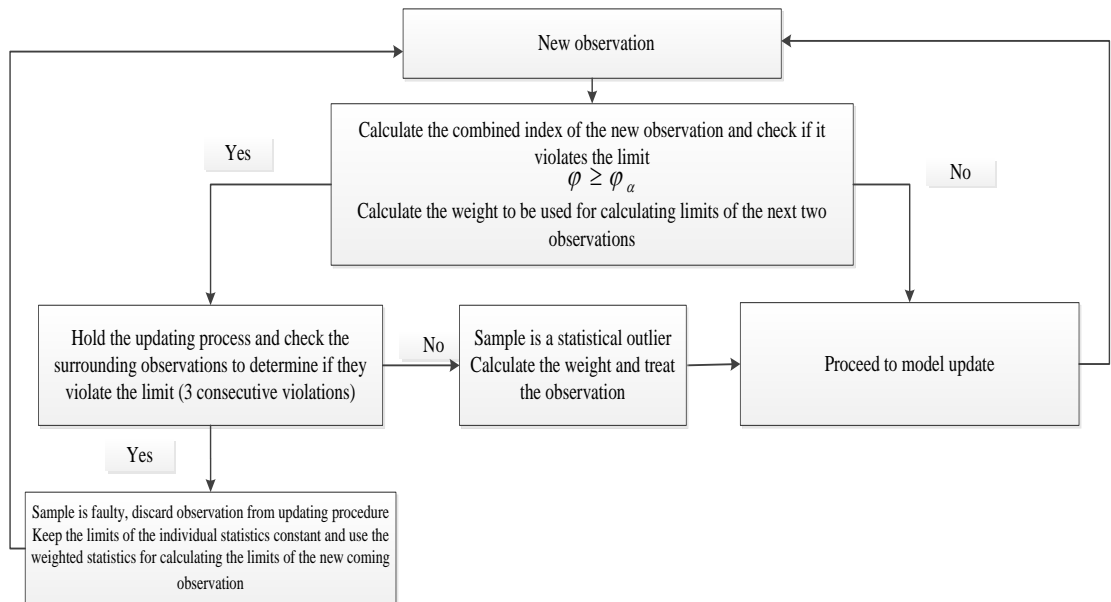 New observation
Calculate the combined index of the new observation and check if it
violates the limit
φ ≥ φ α
Calculate the weight to be used for calculating limits of the next two
observations
Yes
No
Hold the updating process and check the
surrounding observations to determine if they
violate the limit (3 consecutive violations)
No
Sample is a statistical outlier
Calculate the weight and treat
the observation
Proceed to model update
Yes
Sample is faulty, discard observation from updating procedure
Keep the limits of the individual statistics constant and use the
weighted statistics for calculating the limits of the new coming
observation